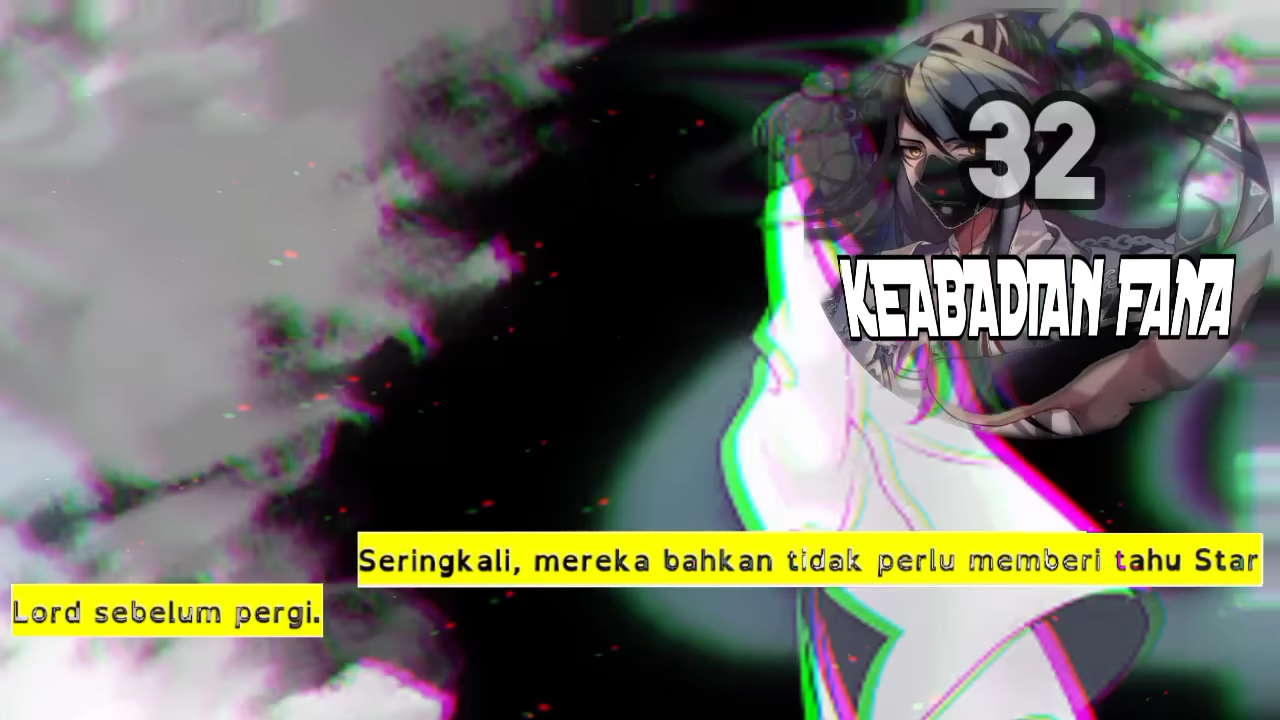 32
KEABADIAN FANA
Seringkali, mereka bahkan tidak perlu memberi tahu Star
Lord sebelum pergi.